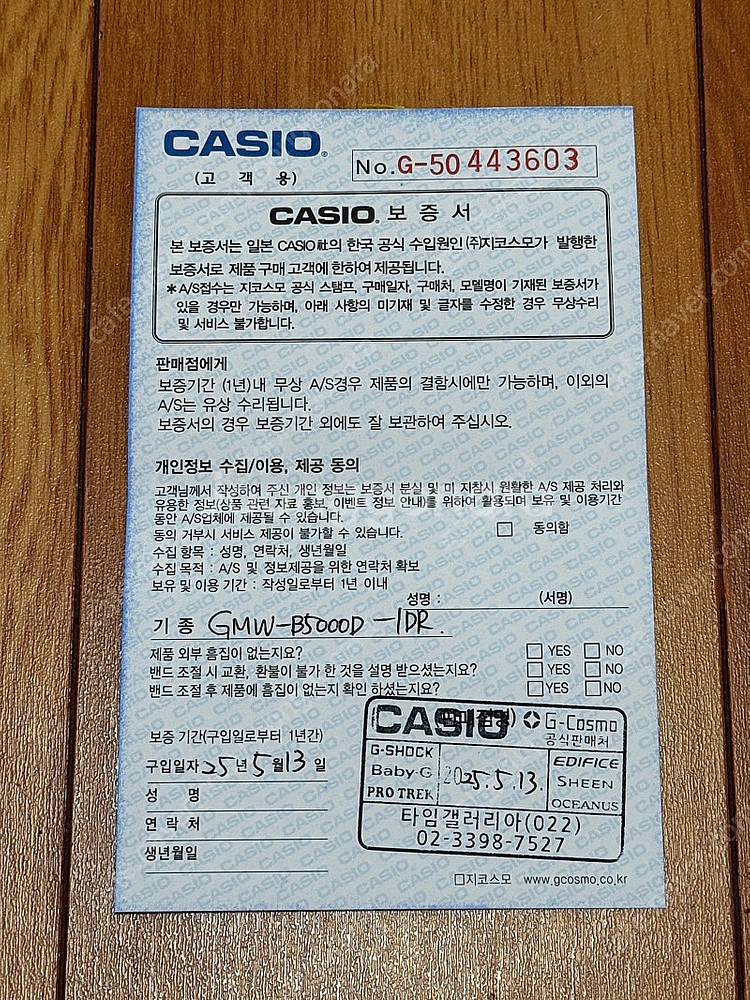 CASIO®
(고 객 용)
No. G-50 443603
CASIO® 보 증 서
본 보증서는 일본 CASIO社의 한국 공식 수입원인 (주)지코스모가 발행한
보증서로 제품 구매 고객에 한하여 제공됩니다.
*A/S접수는 지코스모 공식 스탬프, 구매일자, 구매처, 모델명이 기재된 보증서가
있을 경우만 가능하며, 아래 사항의 미기재 및 글자를 수정한 경우 무상수리
및 서비스 불가합니다.
판매점에게
보증기간 (1년)내 무상 A/S경우 제품의 결함시에만 가능하며, 이외의
A/S는 유상 수리됩니다.
보증서의 경우 보증기간 외에도 잘 보관하여 주십시오.
개인정보 수집/이용, 제공 동의
고객님께서 작성하여 주신 개인 정보는 보증서 분실 및 미 지참시 원활한 A/S 제공 처리와
유용한 정보(상품 관련 자료 홍보, 이벤트 정보 안내)를 위하여 활용되며 보유 및 이용기간
동안 A/S업체에 제공될 수 있습니다.
동의 거부시 서비스 제공이 불가할 수 있습니다. □ 동의함
수집 항목 : 성명, 연락처, 생년월일
수집 목적 : A/S 및 정보제공을 위한 연락처 확보
보유 및 이용 기간 : 작성일로부터 1년 이내
성명 : (서명)
기 종 GMW-B5000D-1DR
제품 외부 흠집이 없는지요? □ YES □ NO
밴드 조절 시 교환, 환불이 불가 한 것을 설명 받으셨는지요? □ YES □ NO
밴드 조절 후 제품에 흠집이 없는지 확인 하셨는지요? □ YES □ NO
보증 기간(구입일로부터 1년간)
구입일자 25 년 5 월 13 일
성 명
연 락 처
생년월일
CASIO G-Cosmo
공식판매처
G-SHOCK
Baby-G
PRO TREK
2025.5.13.
EDIFICE
SHEEN
OCEANUS
타임갤러리아(022)
02-3398-7527
지코스모 www.gcosmo.co.kr